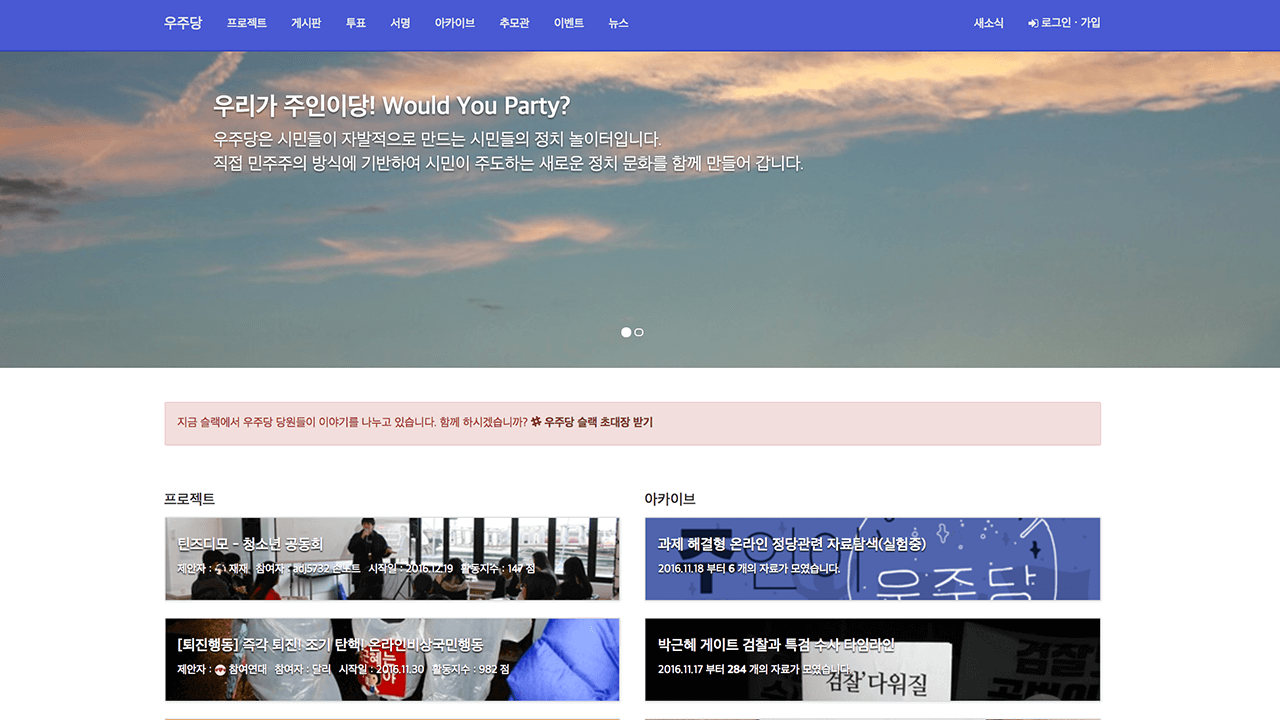 우주당 프로젝트 게시판 투표 서명 아카이브 추모관 이벤트 뉴스 새소식 로그인 · 가입
우리가 주인이당! Would You Party?
우주당은 시민들이 자발적으로 만드는 시민들의 정치 놀이터입니다.
직접 민주주의 방식에 기반하여 시민이 주도하는 새로운 정치 문화를 함께 만들어 갑니다.
지금 슬랙에서 우주당 당원들이 이야기를 나누고 있습니다. 함께 하시겠습니까? 우주당 슬랙 초대장 받기
프로젝트
틴즈디모 - 청소년 공동회
제안자 : 재재 참여자 : adj5732 손노트 시작일 : 2016.12.19 활동지수 : 147 점
[퇴진행동] 즉각 퇴진! 조기 탄핵! 온라인비상국민행동
제안자 : 참여연대 참여자 : 달리 시작일 : 2016.11.30 활동지수 : 982 점
아카이브
과제 해결형 온라인 정당관련 자료탐색(실험중)
2016.11.18 부터 6 개의 자료가 모였습니다.
주인이
우주당
박근혜 게이트 검찰과 특검 수사 타임라인
2016.11.17 부터 284 개의 자료가 모였습니다.
검찰'다워질